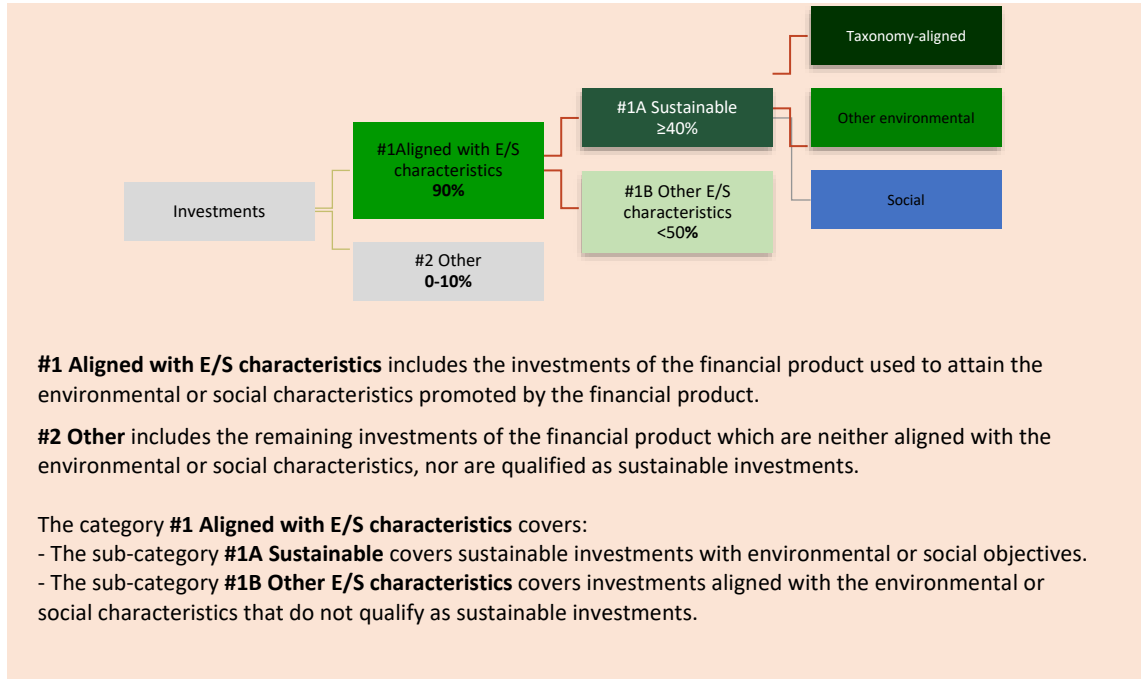 Taxonomy-aligned
#1A Sustainable
≥40%
Other environmental
#1Aligned with E/S
characteristics
90%
#1B Other E/S
characteristics
<50%
Social
Investments
#2 Other
0-10%
#1 Aligned with E/S characteristics includes the investments of the financial product used to attain the
environmental or social characteristics promoted by the financial product.
#2 Other includes the remaining investments of the financial product which are neither aligned with the
environmental or social characteristics, nor are qualified as sustainable investments.
The category #1 Aligned with E/S characteristics covers:
- The sub-category #1A Sustainable covers sustainable investments with environmental or social objectives.
- The sub-category #1B Other E/S characteristics covers investments aligned with the environmental or
social characteristics that do not qualify as sustainable investments.